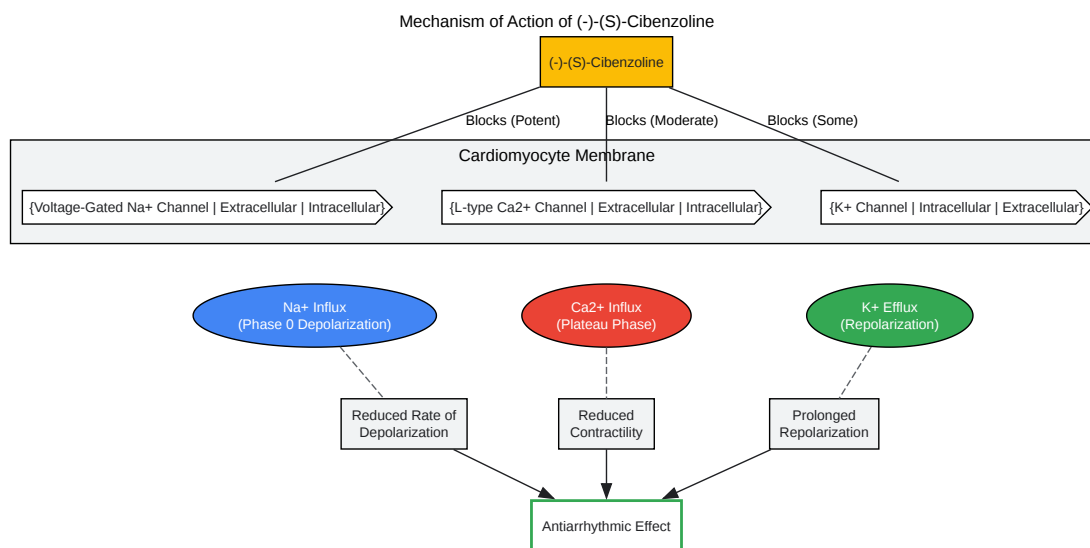 Mechanism of Action of (-)-(S)-Cibenzoline
(-)-(S)-Cibenzoline
Blocks (Potent)
Blocks (Moderate)
Blocks (Some)
Cardiomyocyte Membrane
{Voltage-Gated Na+ Channel | Extracellular | Intracellular}
{L-type Ca2+ Channel | Extracellular | Intracellular}
{K+ Channel | Intracellular | Extracellular}
Na+ Influx
(Phase 0 Depolarization)
Ca2+ Influx
(Plateau Phase)
K+ Efflux
(Repolarization)
Reduced Rate of
Depolarization
Reduced
Contractility
Prolonged
Repolarization
Antiarrhythmic Effect